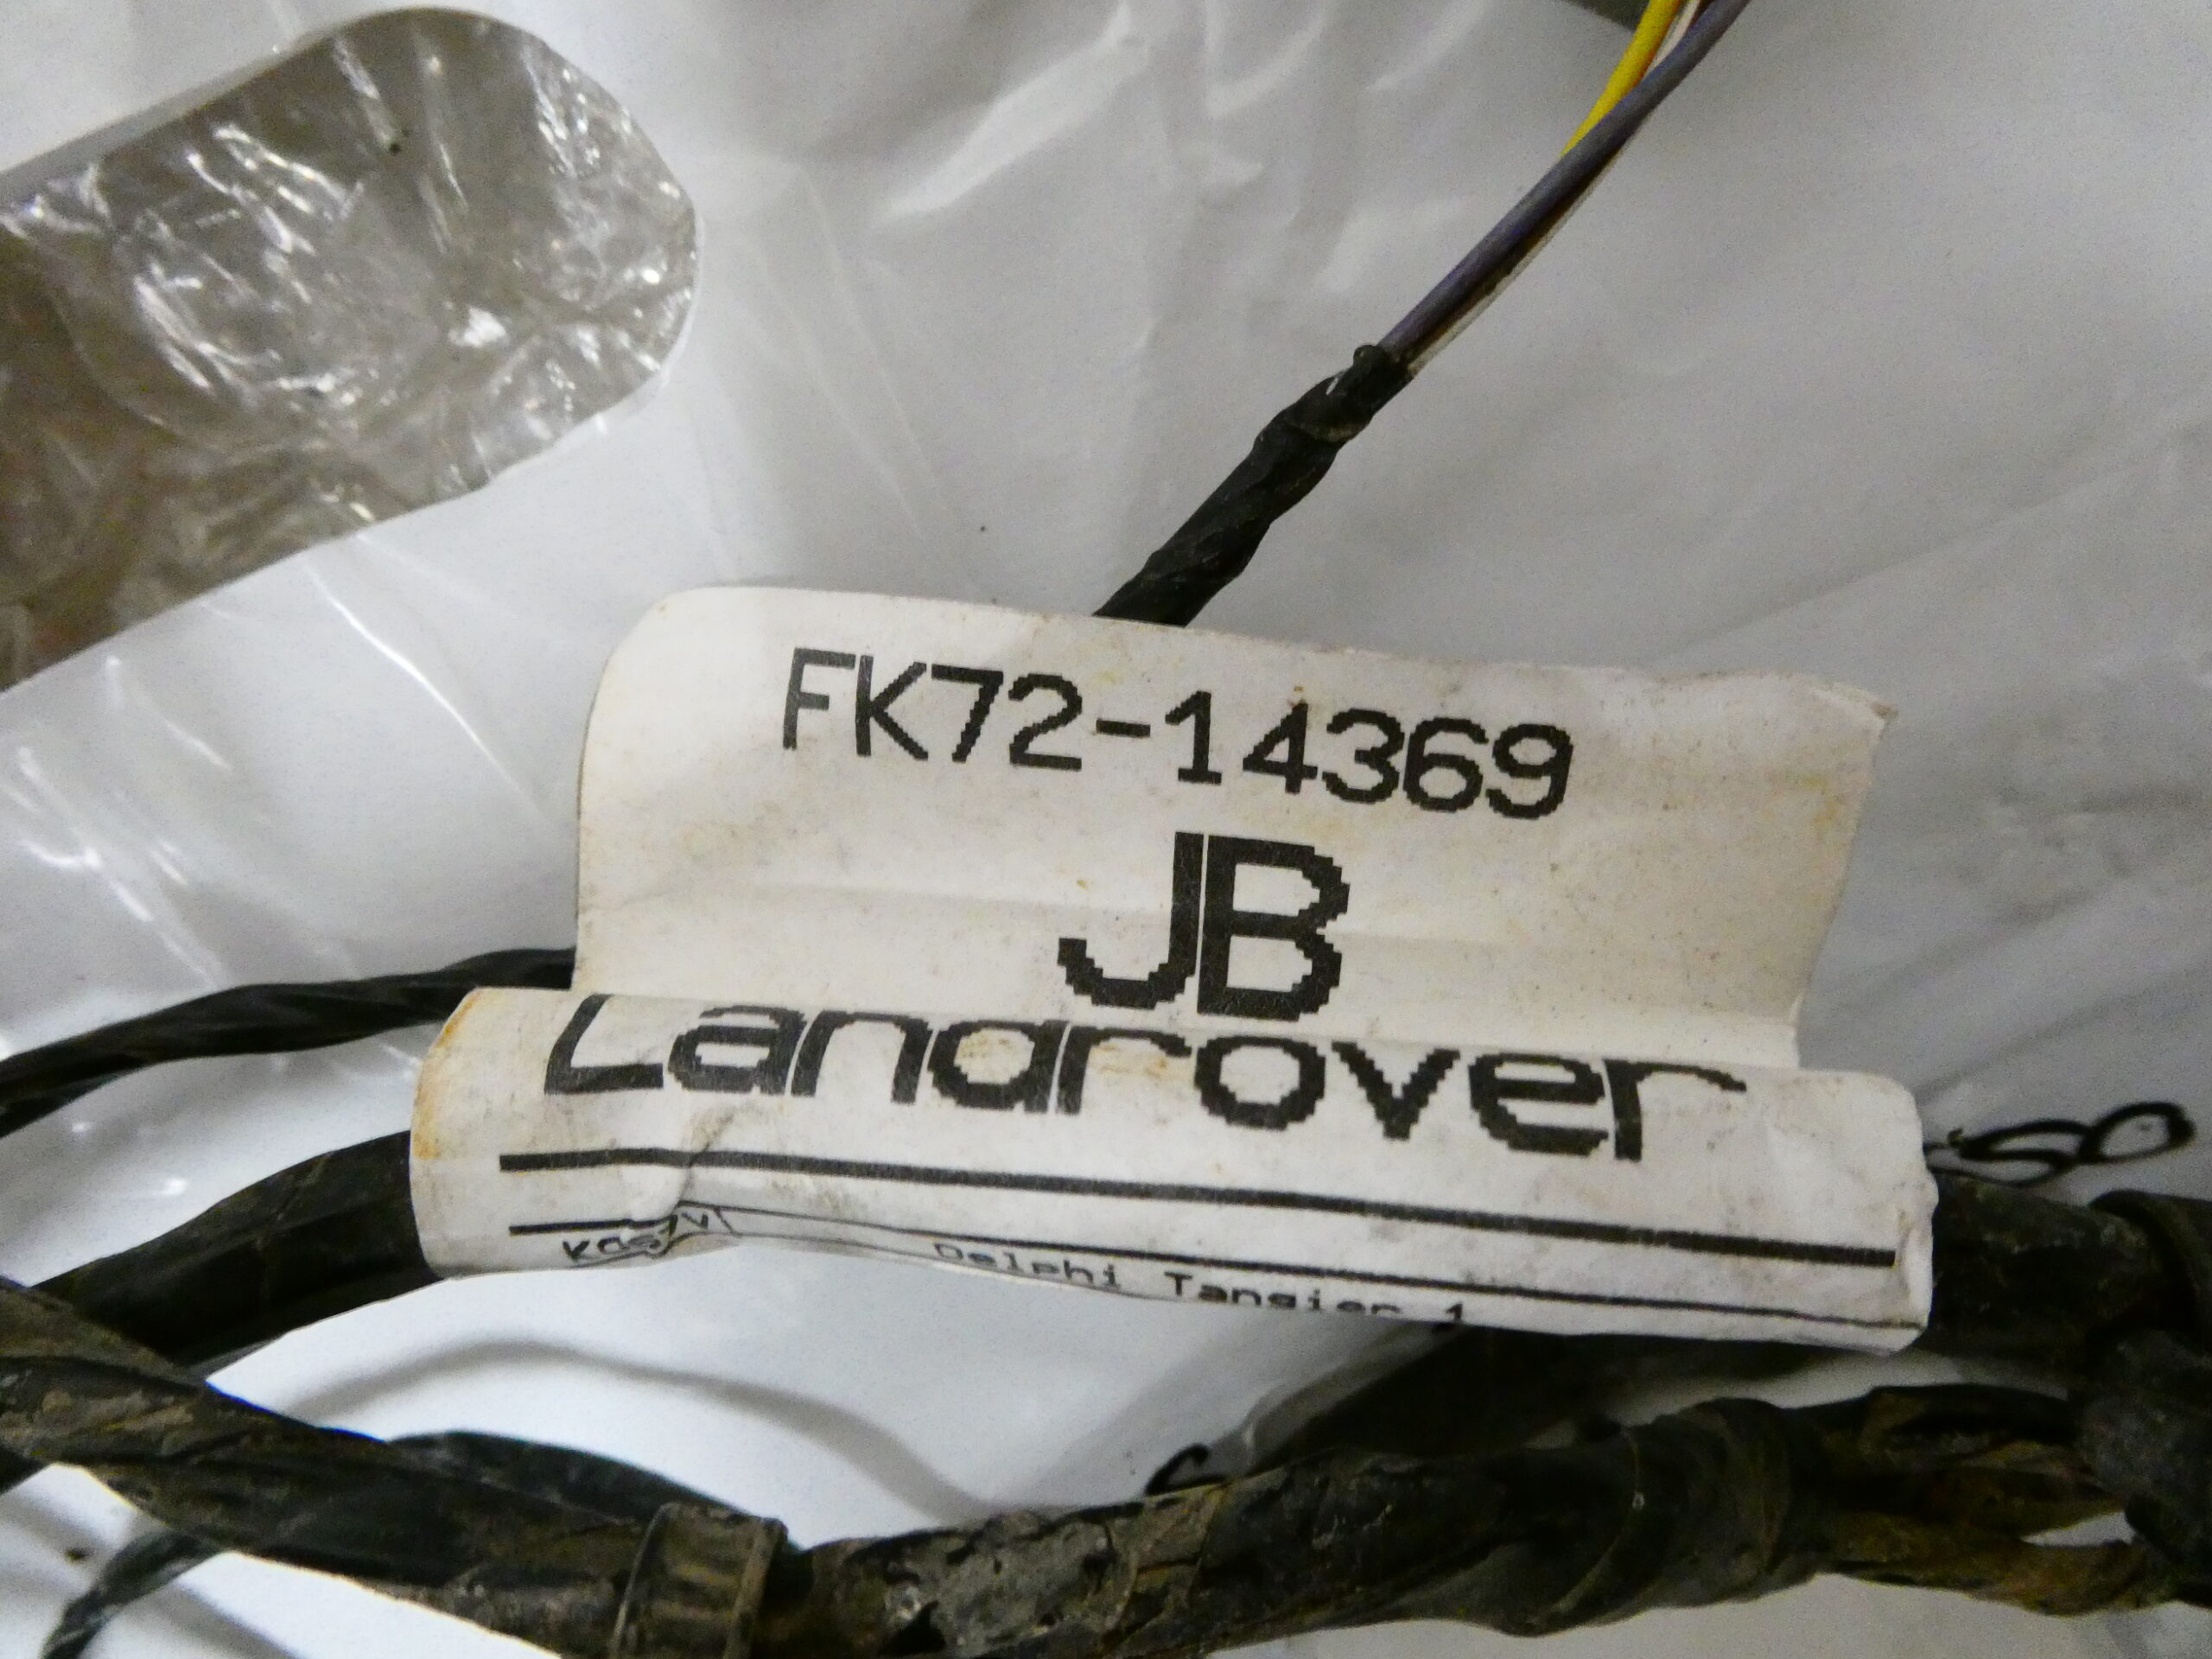 FK72-14369
JB
Landrover
Delphi Tangier 1